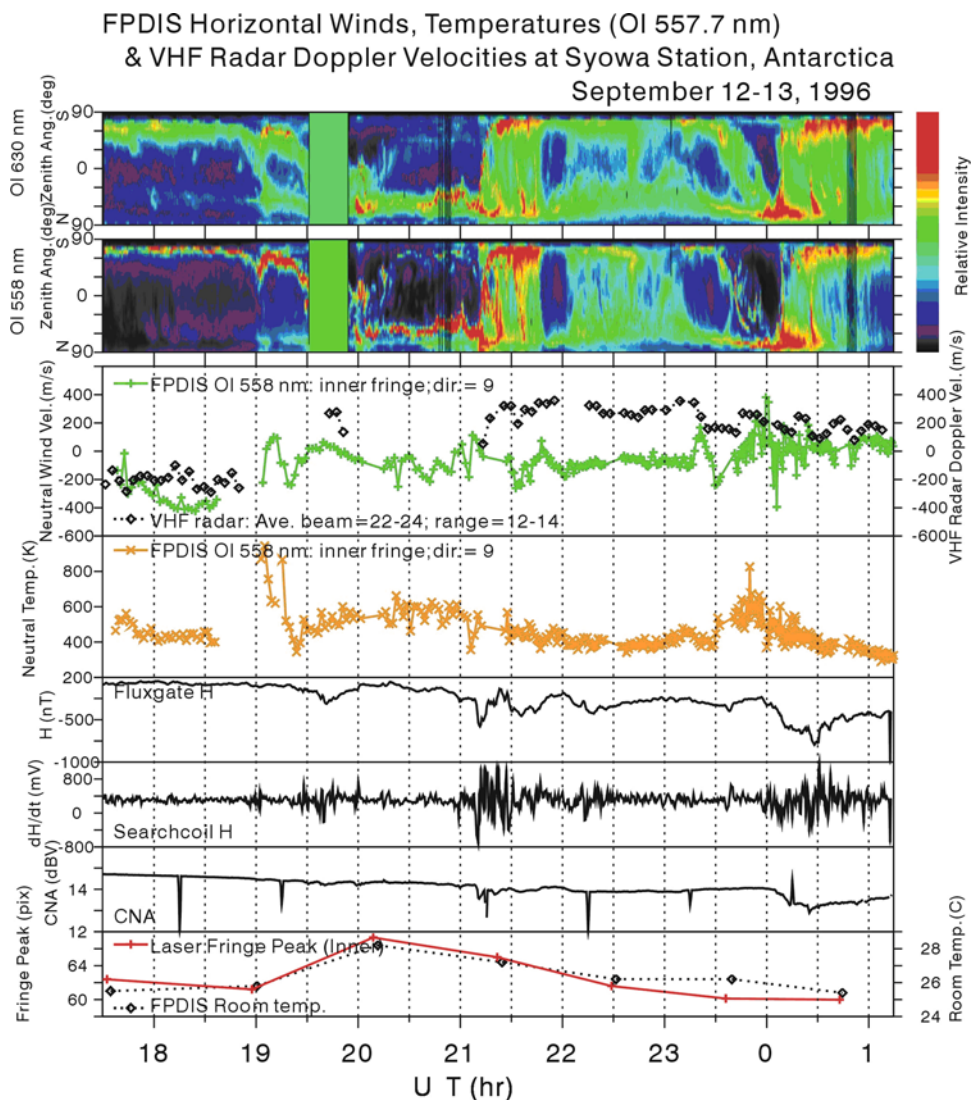 FPDIS Horizontal Winds, Temperatures (OI 557.7 nm)
& VHF Radar Doppler Velocities at Syowa Station, Antarctica
September 12-13, 1996
OI 630 nm
Zenith Ang.(deg)
S
90
0
N
90
OI 558 nm
Zenith Ang.(deg)
S
90
0
N
90
Relative Intensity
Neutral Wind Vel.(m/s)
400
200
0
-200
-400
-600
FPDIS OI 558 nm: inner fringe;dir.= 9
VHF radar: Ave. beam=22-24; range=12-14
400
200
0
-200
-400
-600
VHF Radar Doppler Vel.(m/s)
Neutral Temp.(K)
800
600
400
200
FPDIS OI 558 nm: inner fringe;dir.= 9
H (nT)
-500
-1000
Fluxgate H
dH/dt (mV)
800
0
-800
Searchcoil H
CNA (dBV)
14
12
CNA
Fringe Peak (pix)
64
60
Laser:Fringe Peak (Inner)
FPDIS Room temp.
28
26
24
Room Temp.(C)
18 19 20 21 22 23 0 1
U T (hr)